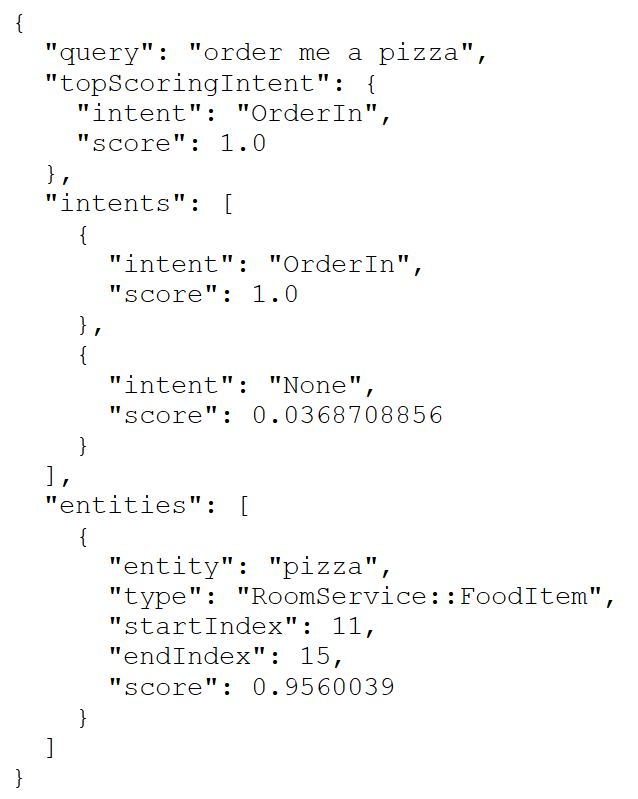 {
  "query": "order me a pizza",
  "topScoringIntent": {
    "intent": "OrderIn",
    "score": 1.0
  },
  "intents": [
    {
      "intent": "OrderIn",
      "score": 1.0
    },
    {
      "intent": "None",
      "score": 0.0368708856
    }
  ],
  "entities": [
    {
      "entity": "pizza",
      "type": "RoomService::FoodItem",
      "startIndex": 11,
      "endIndex": 15,
      "score": 0.9560039
    }
  ]
}